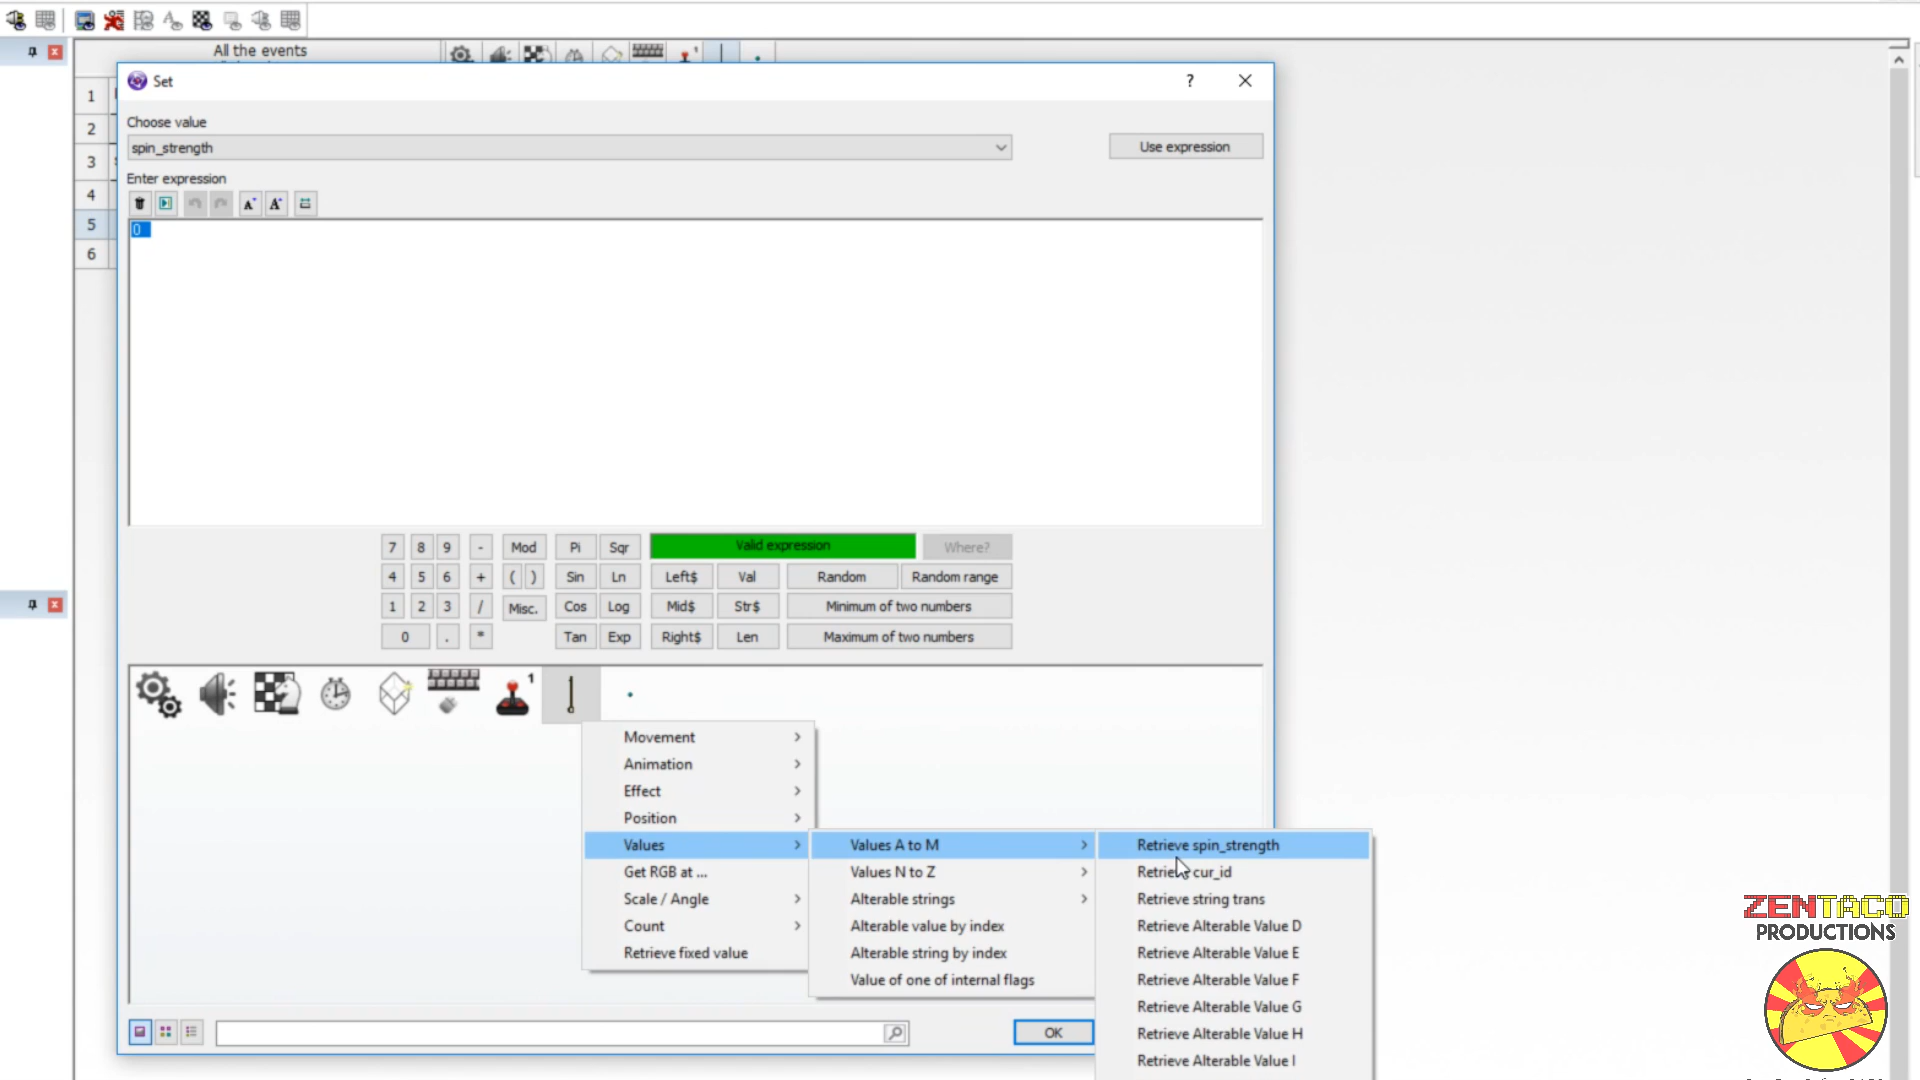 All the events
1
2
3
4
5
6
Set
?
Choose value
spin_strength
Use expression
Enter expression
A
A
0
7 8 9 - Mod Pi Sqr Valid expression Where?
4 5 6 + ( ) Sin Ln Left$ Val Random Random range
1 2 3 / Misc. Cos Log Mid$ Str$ Minimum of two numbers
0 . * Tan Exp Right$ Len Maximum of two numbers
1
Movement
Animation
Effect
Position
Values
Get RGB at ...
Scale / Angle
Count
Retrieve fixed value
Values A to M
Values N to Z
Alterable strings
Alterable value by index
Alterable string by index
Value of one of internal flags
Retrieve spin_strength
Retrieve cur_id
Retrieve string trans
Retrieve Alterable Value D
Retrieve Alterable Value E
Retrieve Alterable Value F
Retrieve Alterable Value G
Retrieve Alterable Value H
Retrieve Alterable Value I
OK
ZENTACO
PRODUCTIONS